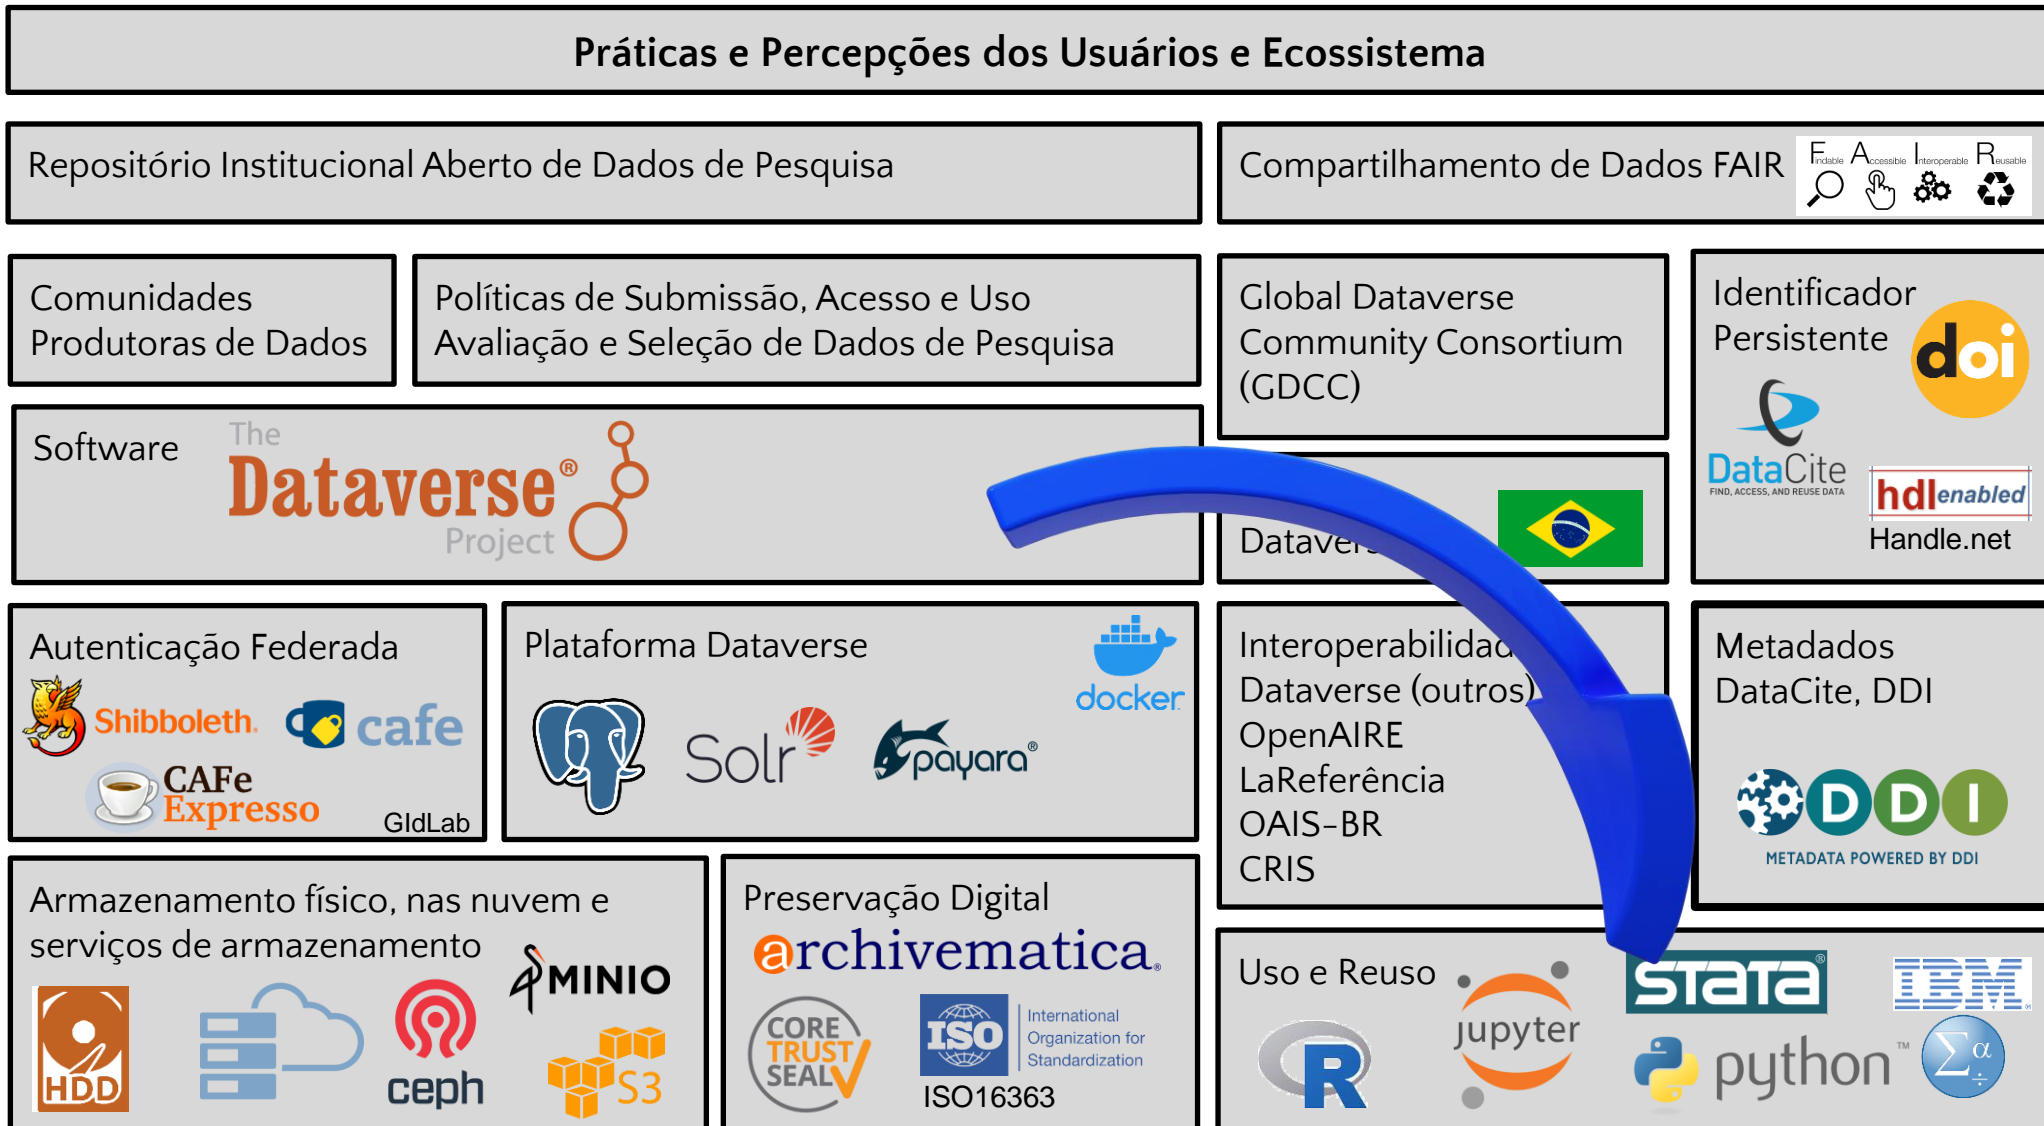 Práticas e Percepções dos Usuários e Ecossistema
Repositório Institucional Aberto de Dados de Pesquisa
Compartilhamento de Dados FAIR
Findable Accessible Interoperable Reusable
Comunidades
Produtoras de Dados
Políticas de Submissão, Acesso e Uso
Avaliação e Seleção de Dados de Pesquisa
Global Dataverse
Community Consortium
(GDCC)
Identificador
Persistente
doi
DataCite
FIND, ACCESS, AND REUSE DATA
hdl enabled
Handle.net
Software
The
Dataverse®
Project
Autenticação Federada
Shibboleth.
cafe
CAFe
Expresso
GIdLab
Plataforma Dataverse
docker
Solr
payara®
Dataverse (outros)
OpenAIRE
LaReferência
OAIS-BR
CRIS
Metadados
DataCite, DDI
DDI
METADATA POWERED BY DDI
Armazenamento físico, nas nuvem e
serviços de armazenamento
HDD
ceph
MINIO
S3
Preservação Digital
archivematica®
CORE
TRUST
SEAL
ISO
International
Organization for
Standardization
ISO16363
Uso e Reuso
R
jupyter
STATA®
IBM®
python™
Σ α ÷